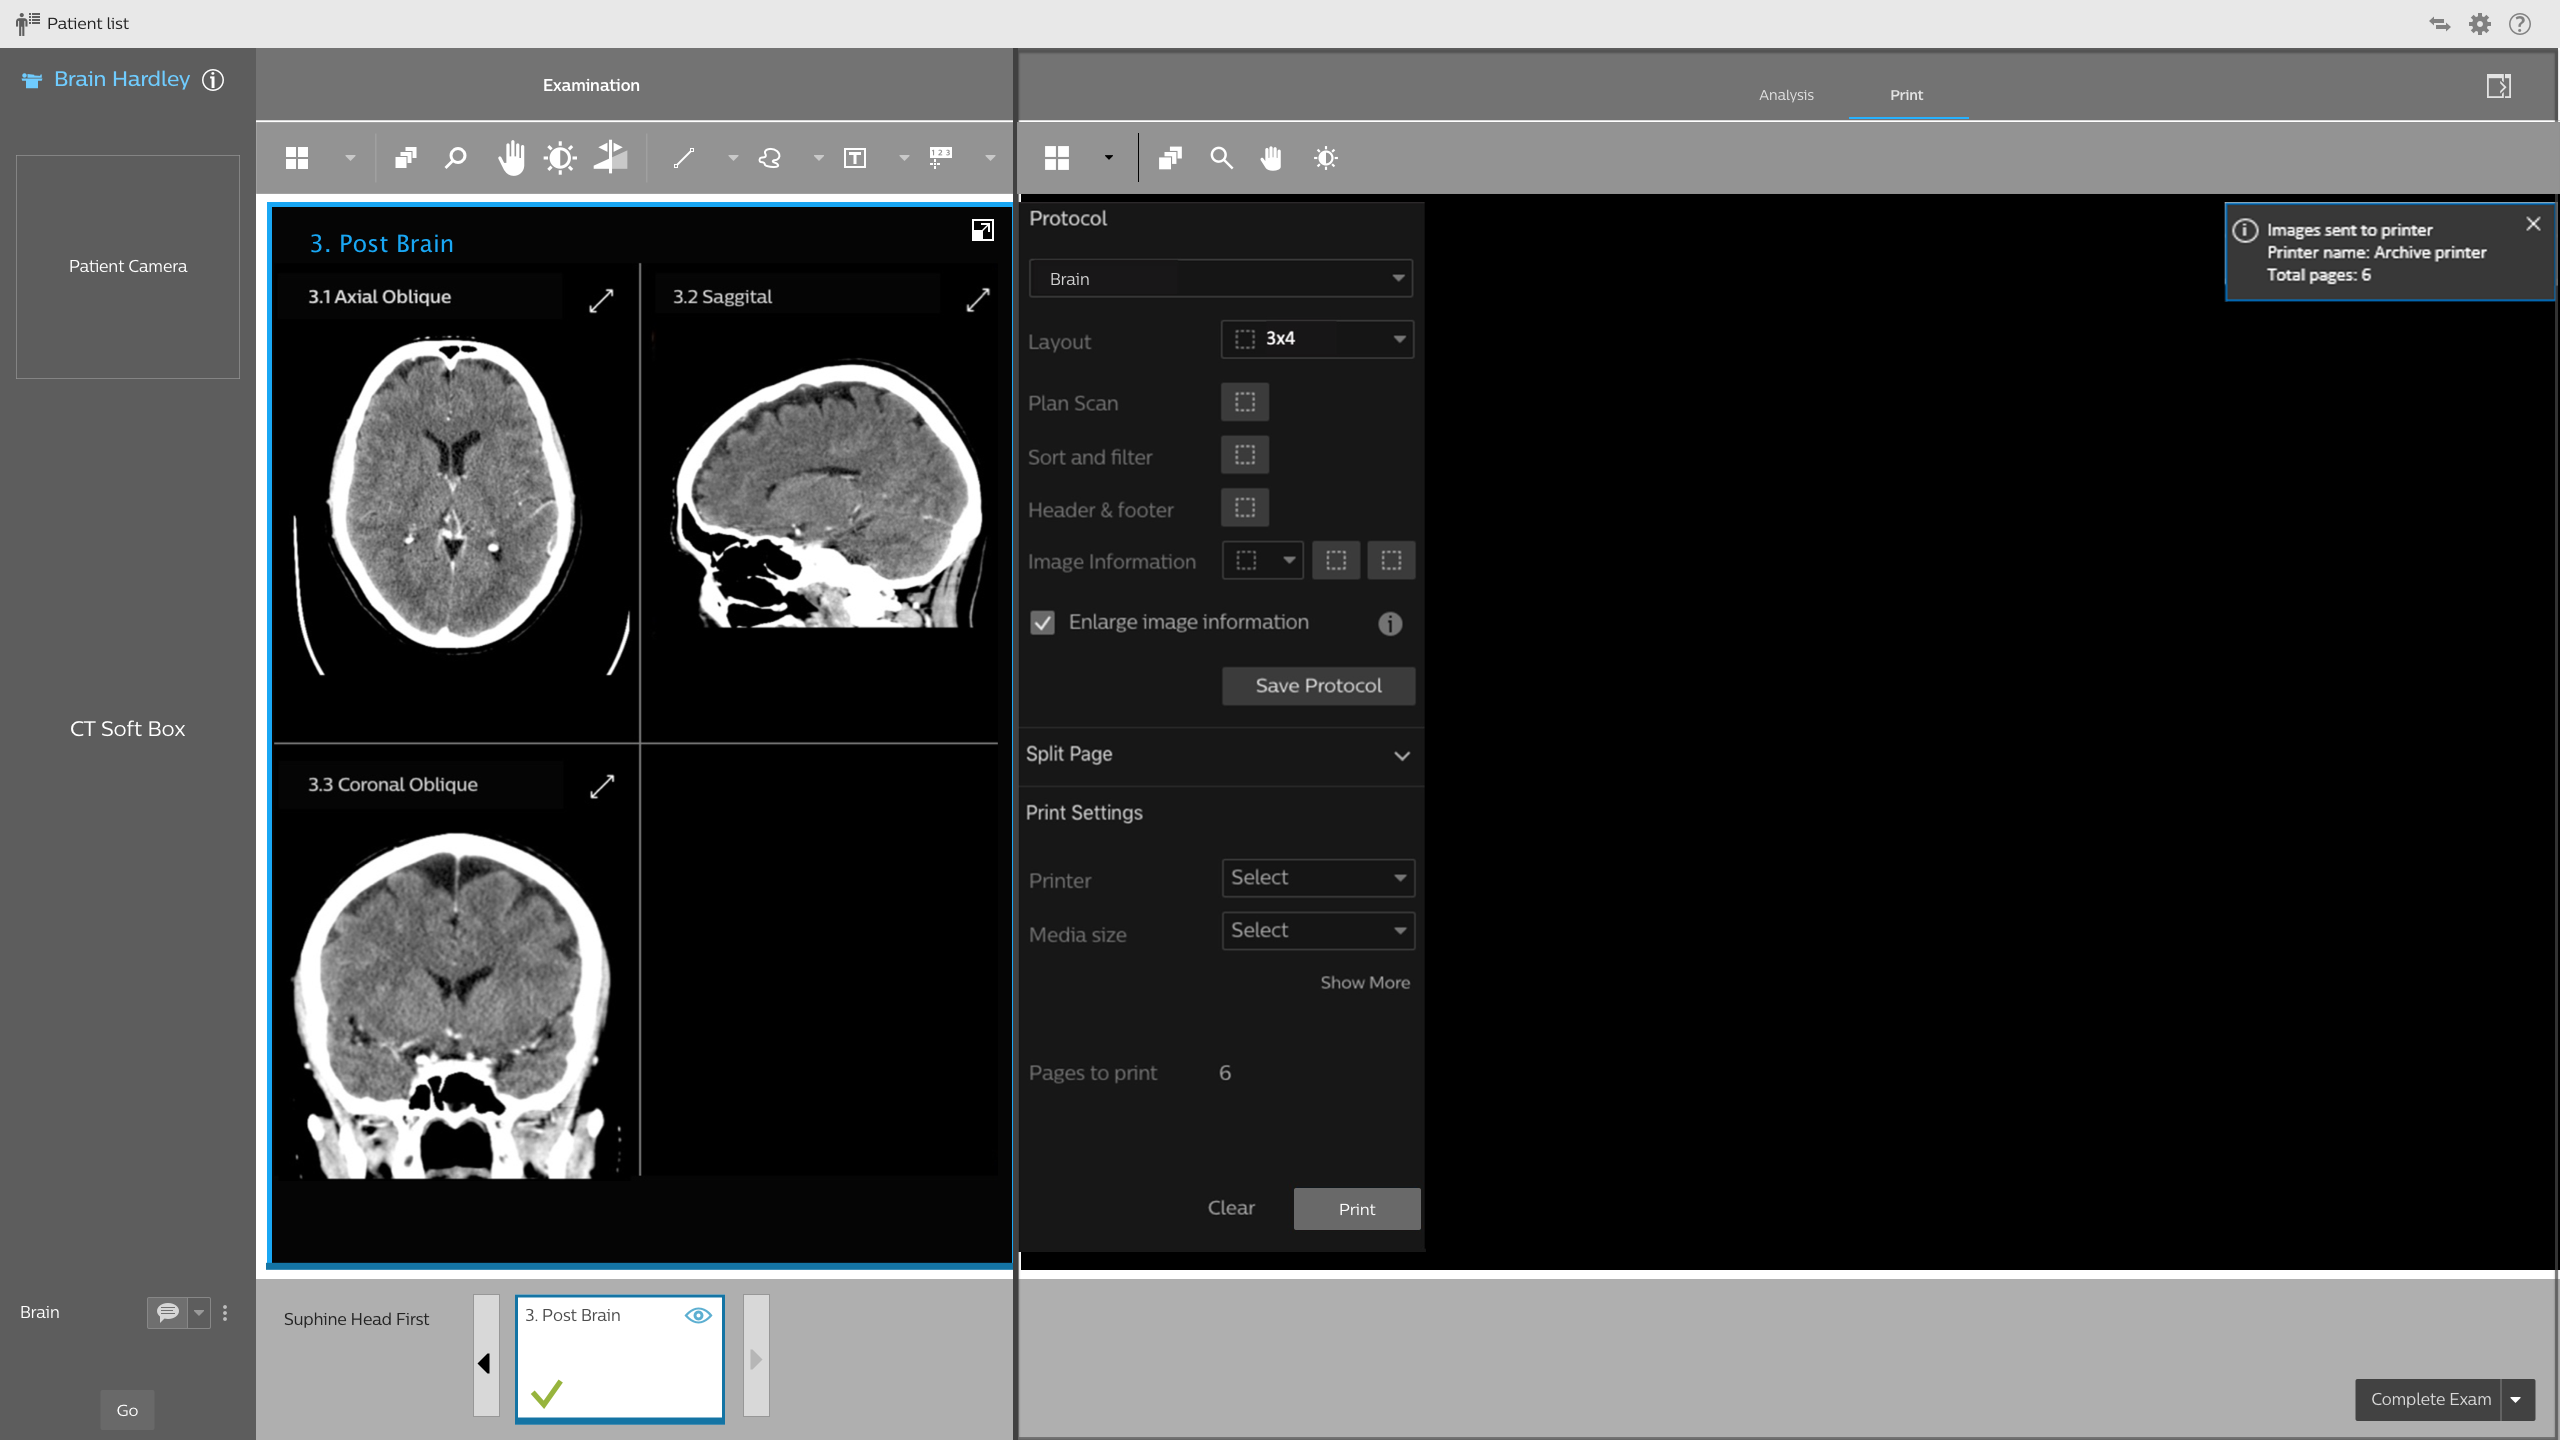 Patient list
Brain Hardley
Patient Camera
CT Soft Box
Brain
Go
Examination
1 2 3
3. Post Brain
3.1 Axial Oblique
3.2 Saggital
3.3 Coronal Oblique
Suphine Head First
3. Post Brain
Analysis
Print
Protocol
Brain
Layout
3x4
Plan Scan
Sort and filter
Header & footer
Image Information
Enlarge image information
Save Protocol
Split Page
Print Settings
Printer
Select
Media size
Select
Show More
Pages to print
6
Clear
Print
Images sent to printer
Printer name: Archive printer
Total pages: 6
Complete Exam